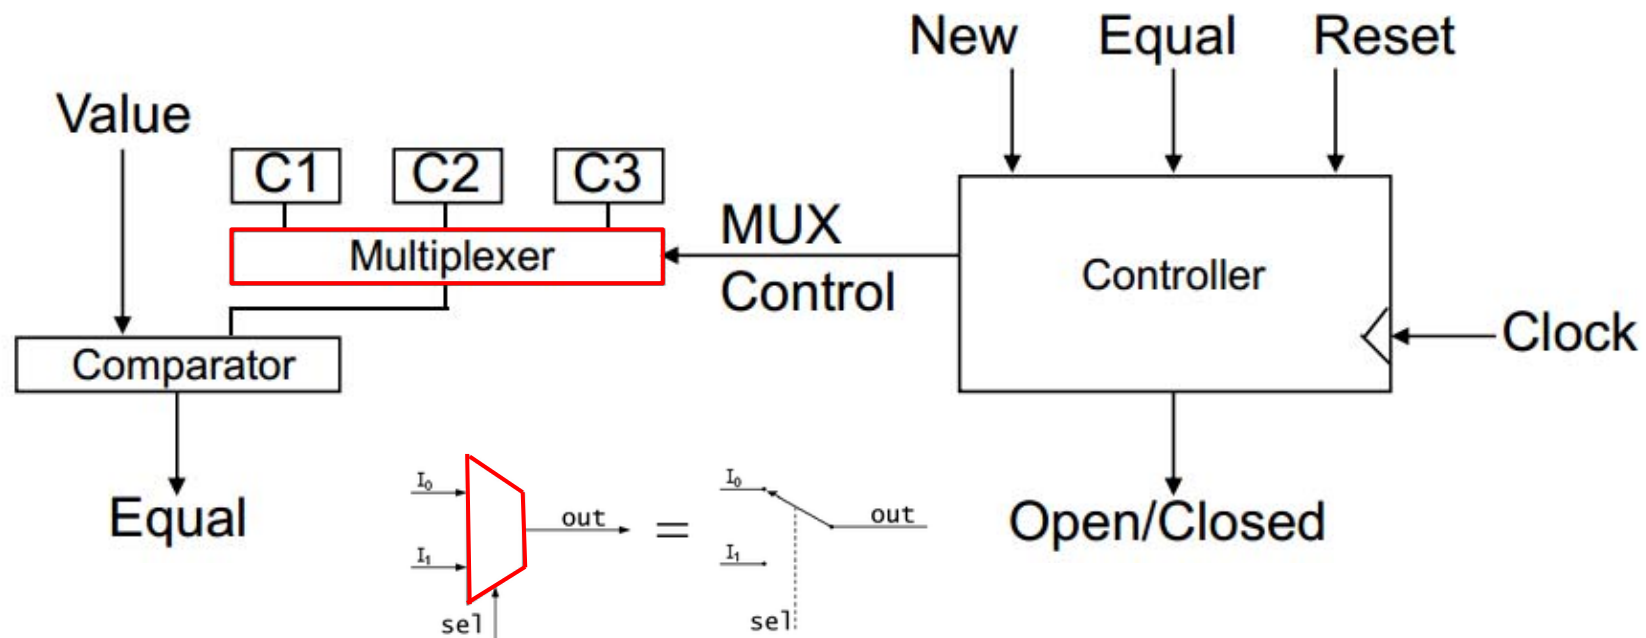 New Equal Reset
Value
C1 C2 C3
MUX
Multiplexer
Controller
Control
Clock
Comparator
I₀ I₀
Equal
out = out
Open/Closed
I₁ I₁
sel sel